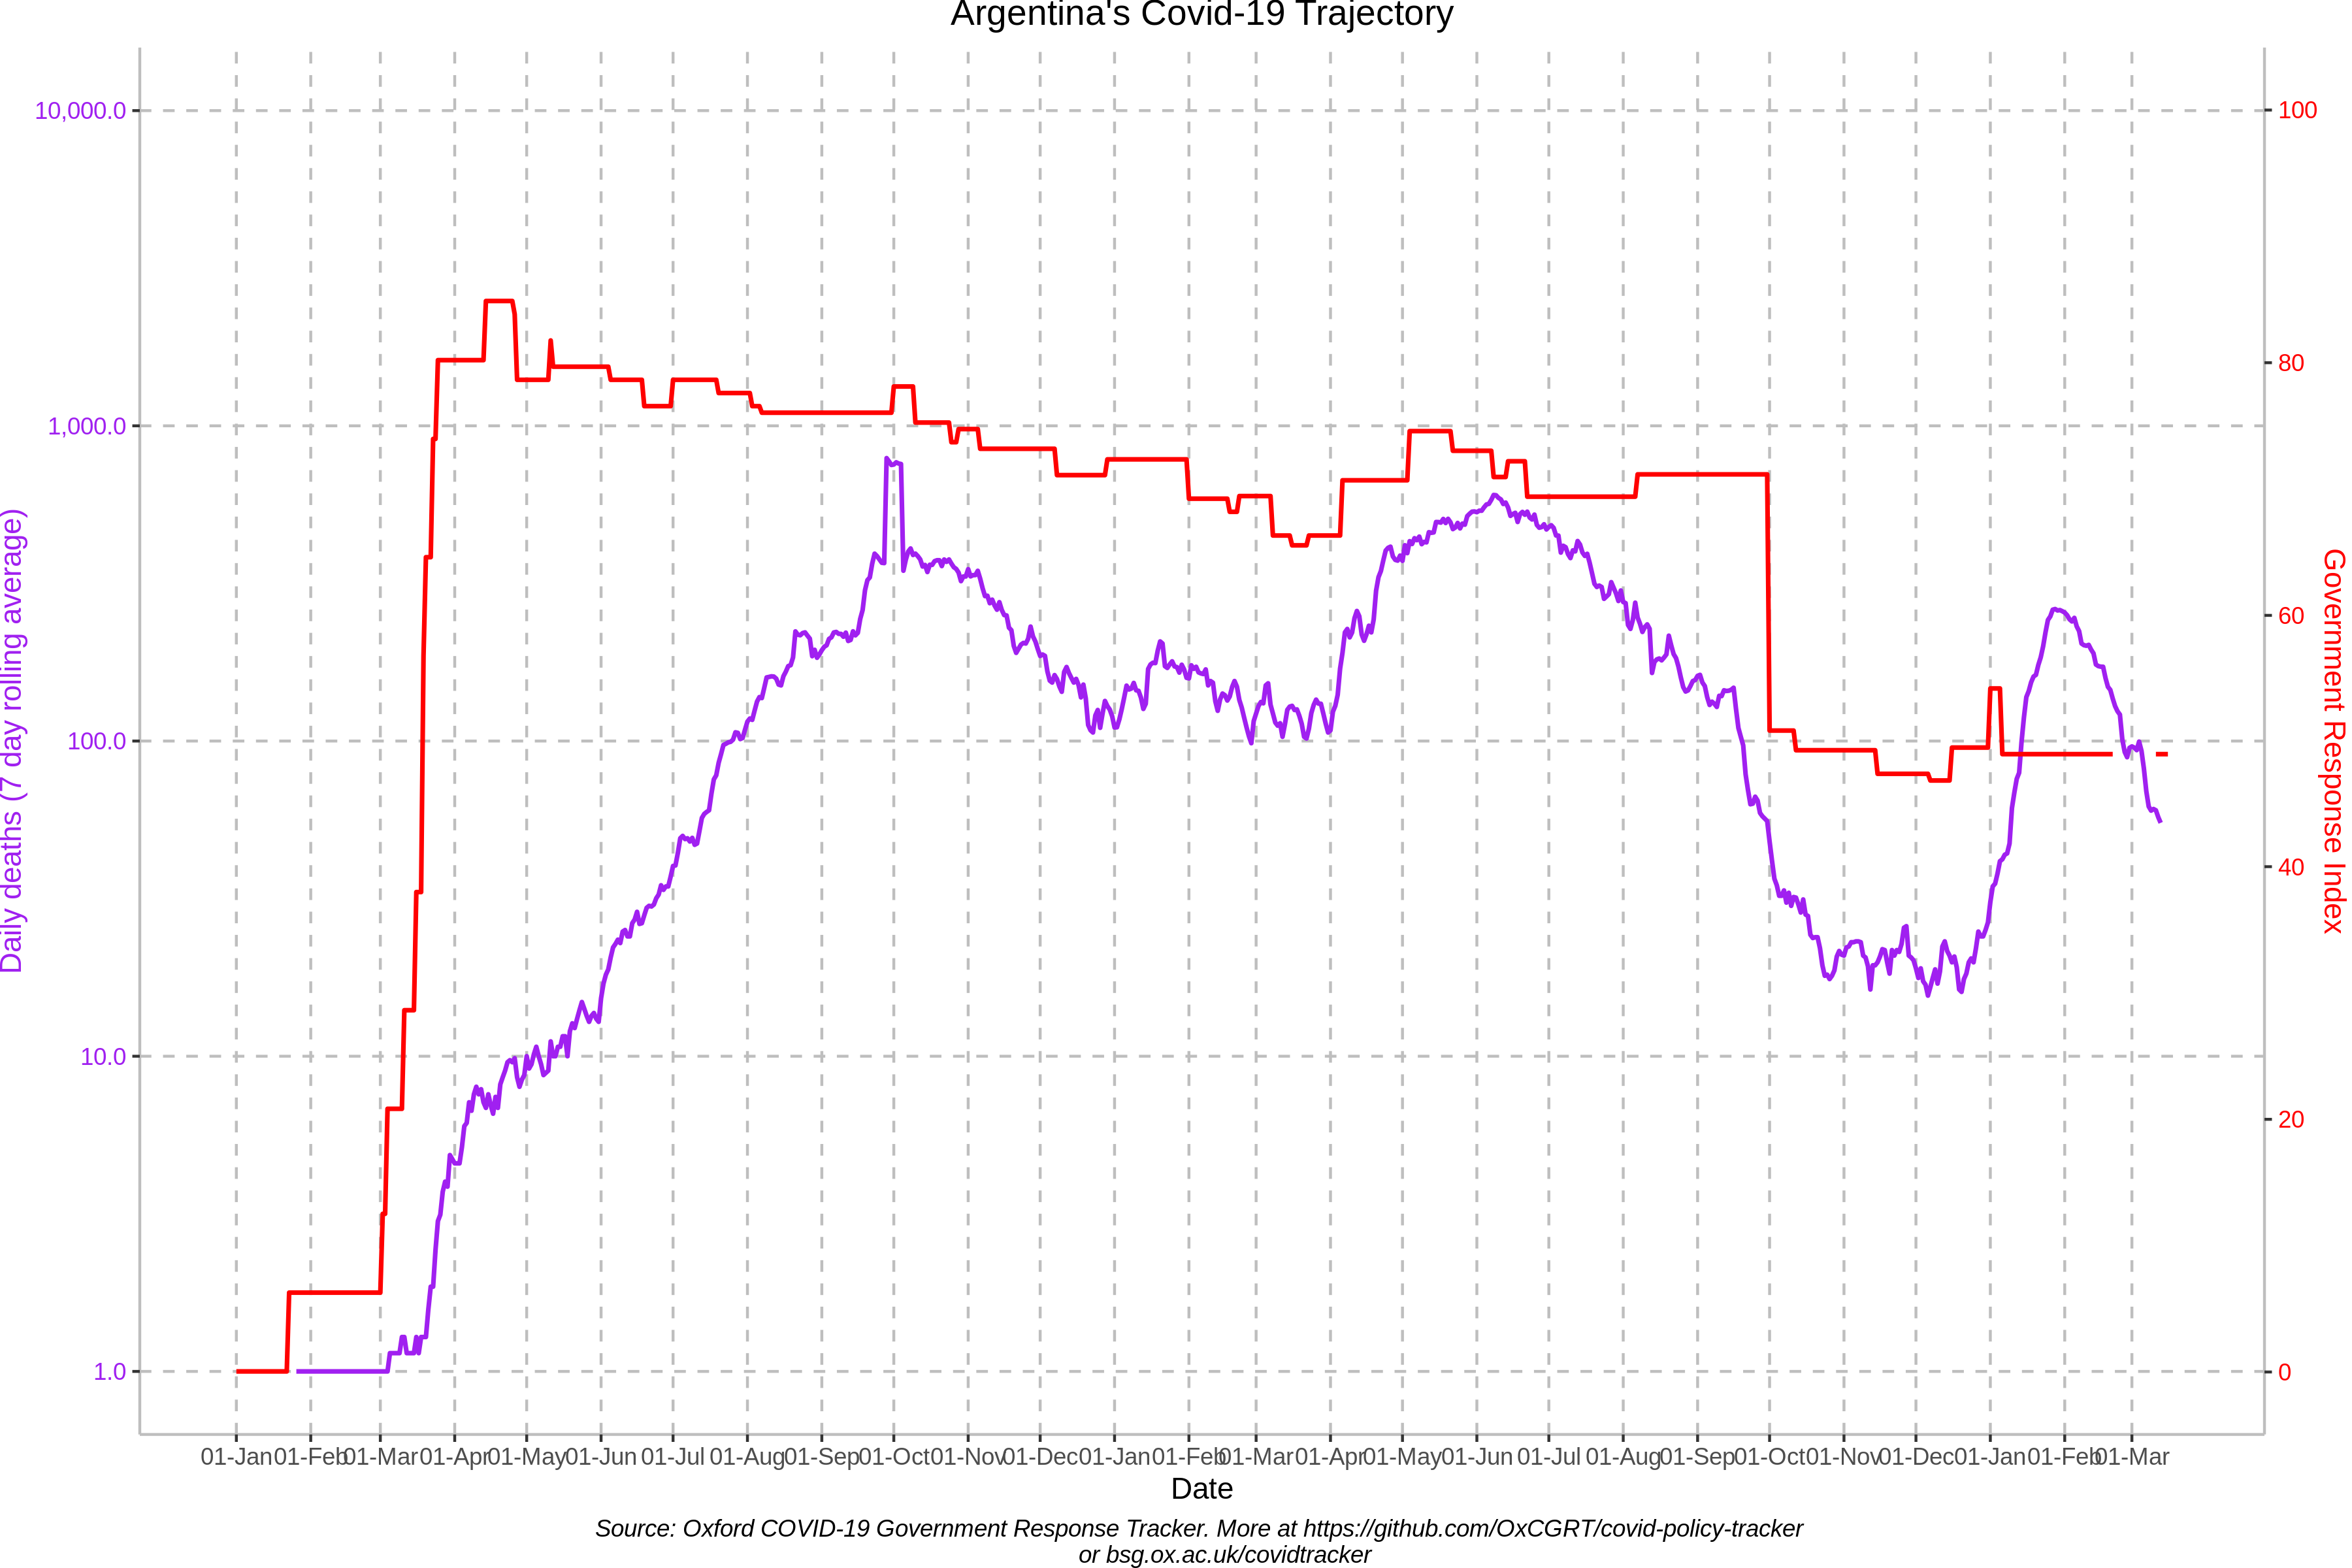 Argentina's Covid-19 Trajectory
10,000.0
1,000.0
100.0
10.0
1.0
Daily deaths (7 day rolling average)
100
80
60
40
20
0
Government Response Index
01-Jan 01-Feb 01-Mar 01-Apr 01-May 01-Jun 01-Jul 01-Aug 01-Sep 01-Oct 01-Nov 01-Dec 01-Jan 01-Feb 01-Mar 01-Apr 01-May 01-Jun 01-Jul 01-Aug 01-Sep 01-Oct 01-Nov 01-Dec 01-Jan 01-Feb 01-Mar
Date
Source: Oxford COVID-19 Government Response Tracker. More at https://github.com/OxCGRT/covid-policy-tracker
or bsg.ox.ac.uk/covidtracker